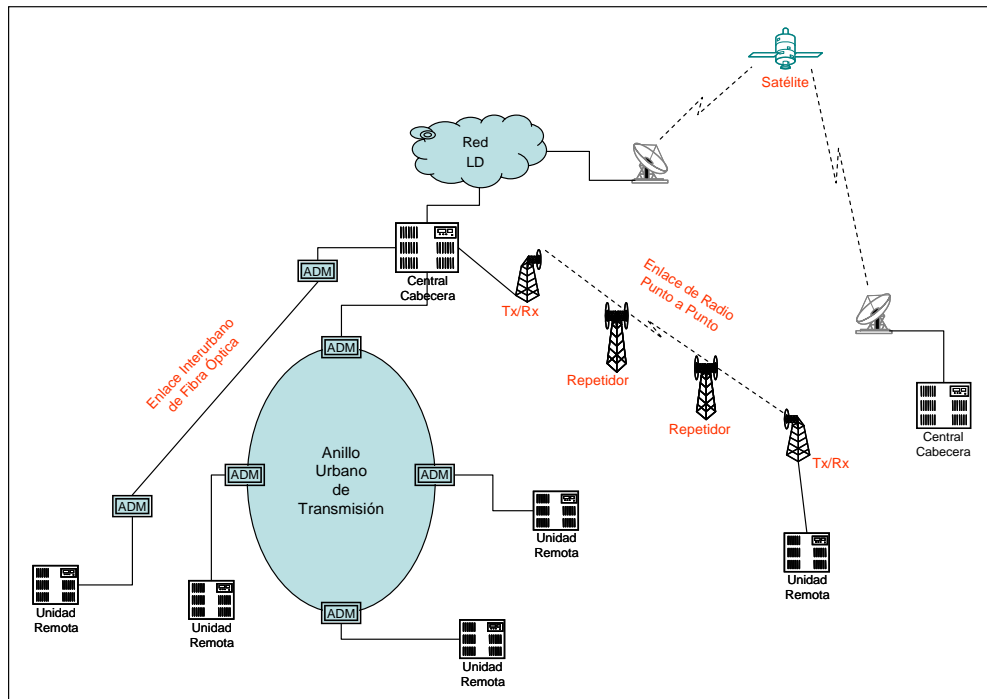 Satélite
Red
LD
ADM
Central
Cabecera
Tx/Rx
Enlace de Radio
Punto a Punto
Enlace Interurbano
de Fibra Óptica
ADM
Repetidor
Repetidor
Tx/Rx
Central
Cabecera
Anillo
Urbano
de
Transmisión
ADM
ADM
ADM
Unidad
Remota
Unidad
Remota
Unidad
Remota
Unidad
Remota
ADM
Unidad
Remota